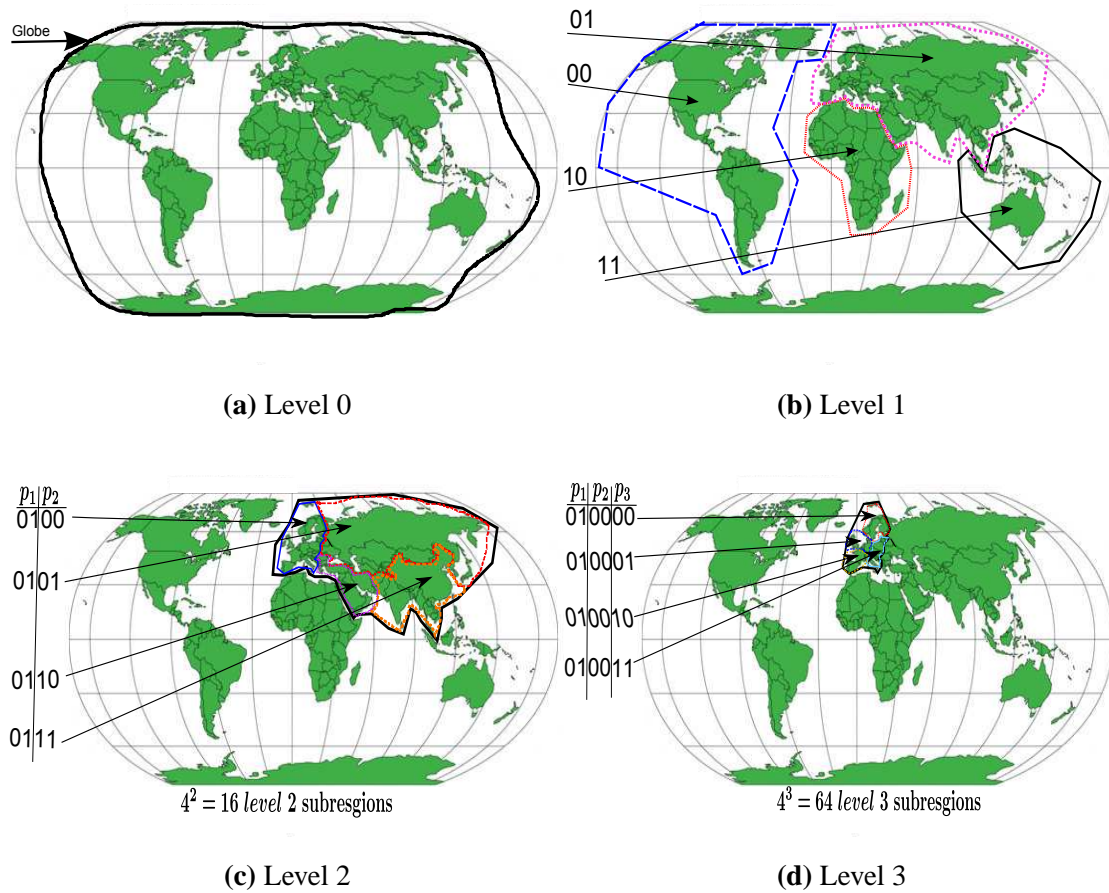 Globe
(a) Level 0
01
00
10
11
(b) Level 1
p₁|p₂
0100
0101
0110
0111
4² = 16 level 2 subresgions
(c) Level 2
p₁|p₂|p₃
010000
010001
010010
010011
4³ = 64 level 3 subresgions
(d) Level 3